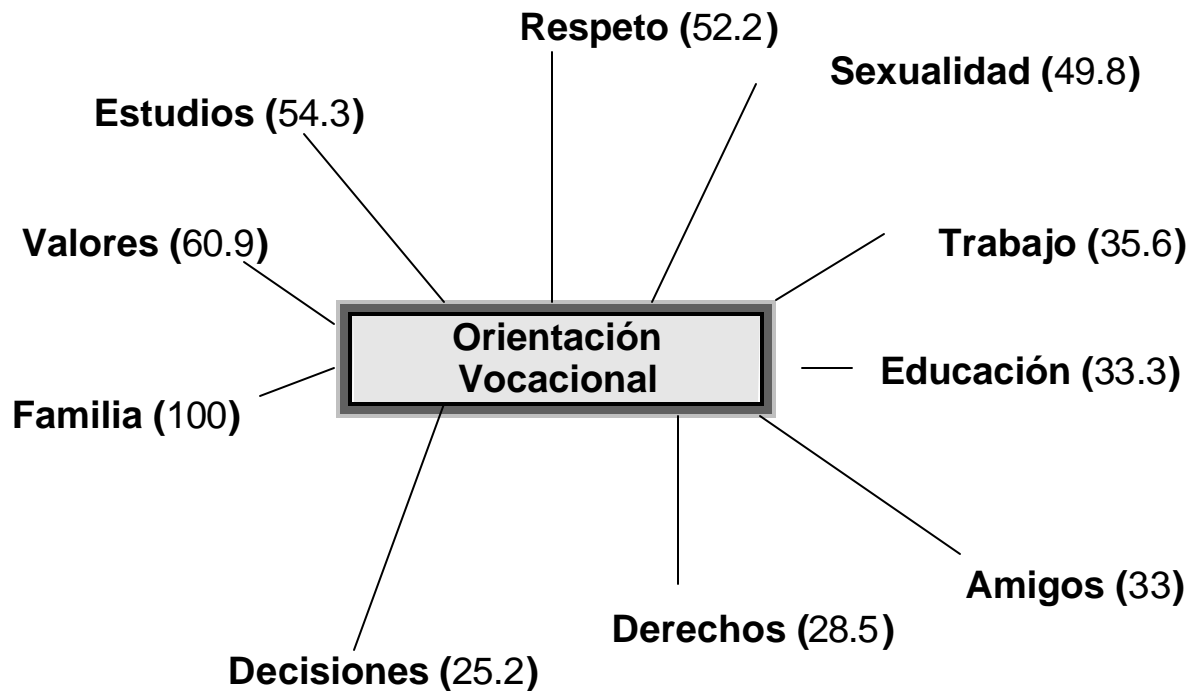 Respeto (52.2)
Sexualidad (49.8)
Estudios (54.3)
Valores (60.9)
Trabajo (35.6)
Orientación
Vocacional
Educación (33.3)
Familia (100)
Amigos (33)
Derechos (28.5)
Decisiones (25.2)